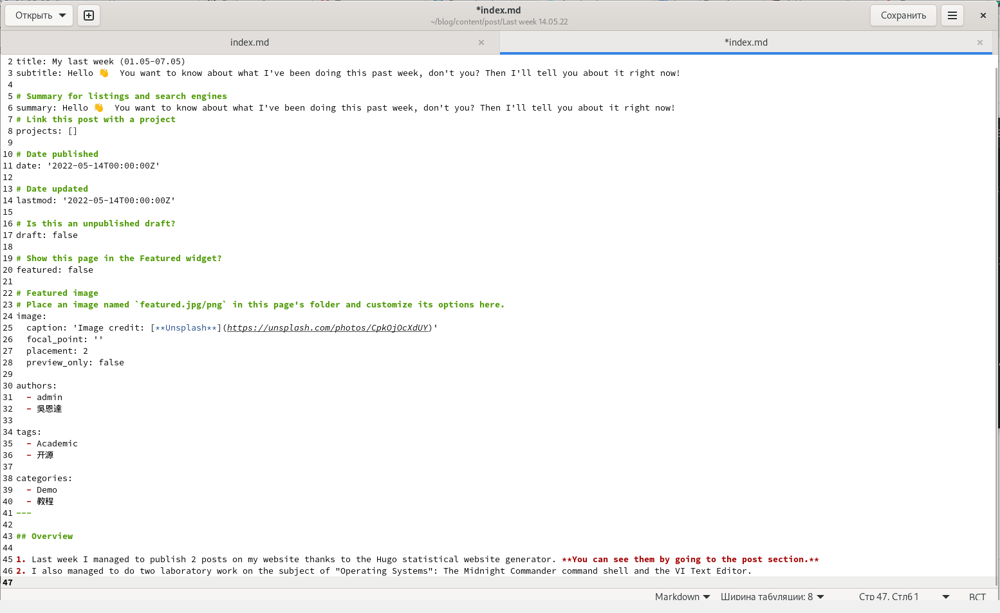 Открыть
*index.md
~/blog/content/post/Last week 14.05.22
Сохранить
index.md
*index.md
2 title: My last week (01.05-07.05)
3 subtitle: Hello 👋 You want to know about what I've been doing this past week, don't you? Then I'll tell you about it right now!
4
5 # Summary for listings and search engines
6 summary: Hello 👋 You want to know about what I've been doing this past week, don't you? Then I'll tell you about it right now!
7 # Link this post with a project
8 projects: []
9
10 # Date published
11 date: '2022-05-14T00:00:00Z'
12
13 # Date updated
14 lastmod: '2022-05-14T00:00:00Z'
15
16 # Is this an unpublished draft?
17 draft: false
18
19 # Show this page in the Featured widget?
20 featured: false
21
22 # Featured image
23 # Place an image named `featured.jpg/png` in this page's folder and customize its options here.
24 image:
25   caption: 'Image credit: [**Unsplash**](https://unsplash.com/photos/CpkOjOcXdUY)'
26   focal_point: ''
27   placement: 2
28   preview_only: false
29
30 authors:
31   - admin
32   - 吳恩達
33
34 tags:
35   - Academic
36   - 开源
37
38 categories:
39   - Demo
40   - 教程
41 ---
42
43 ## Overview
44
45 1. Last week I managed to publish 2 posts on my website thanks to the Hugo statistical website generator. **You can see them by going to the post section.**
46 2. I also managed to do two laboratory work on the subject of "Operating Systems": The Midnight Commander command shell and the VI Text Editor.
47
Markdown Ширина табуляции: 8 Стр 47, Стлб 1 ВСТ